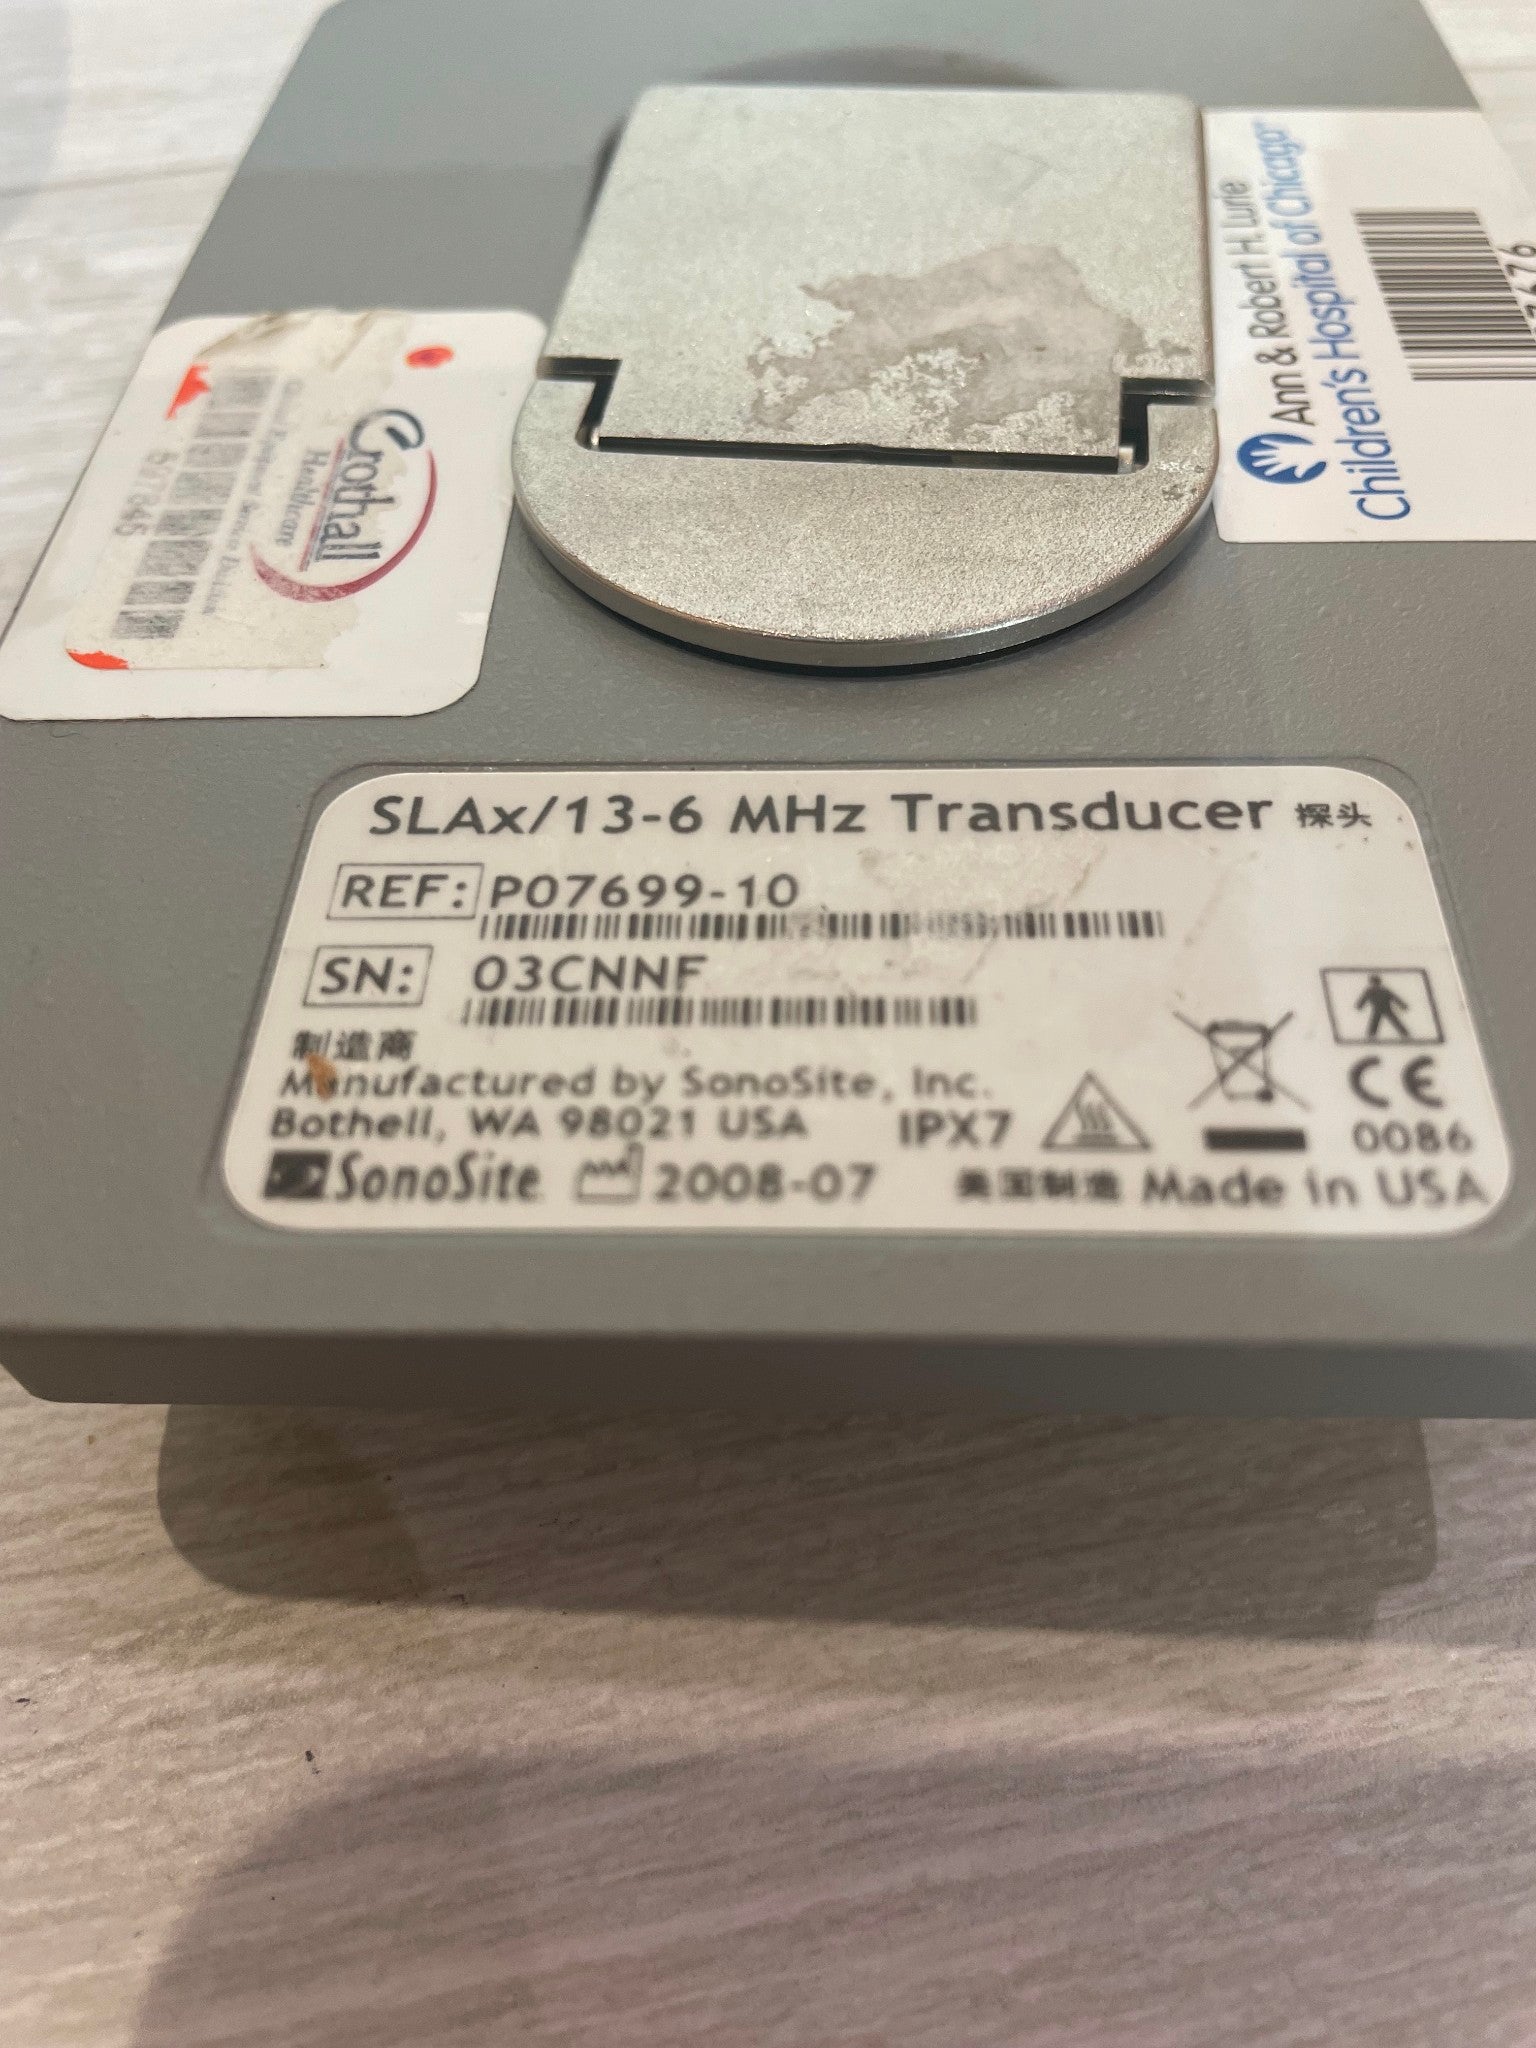 Crothall
Healthcare
527845
Ann & Robert H. Lurie
Children's Hospital of Chicago
3676
SLAx/13-6 MHz Transducer 探头
REF: P07699-10
SN: 03CNNF
制造商
Manufactured by SonoSite, Inc.
Bothell, WA 98021 USA IPX7
0086
SonoSite 2008-07 美国制造 Made in USA